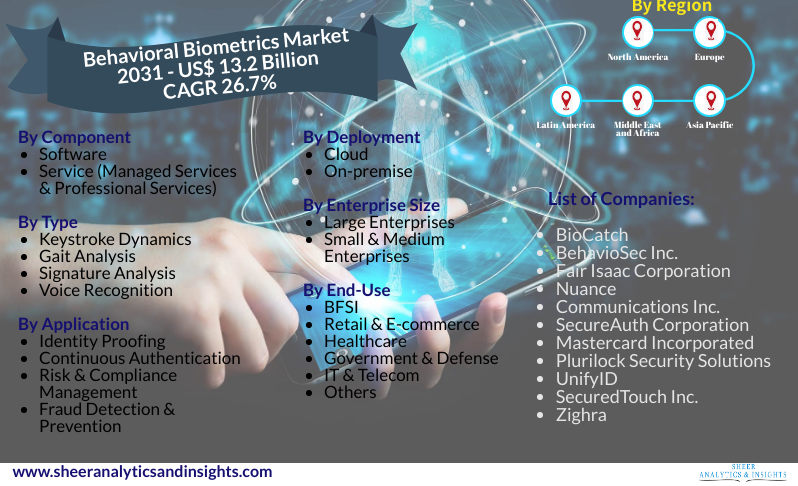 Behavioral Biometrics Market
2031 - US$ 13.2 Billion
CAGR 26.7%
By Region
North America
Europe
Latin America
Middle East
and Africa
Asia Pacific
By Component
• Software
• Service (Managed Services
& Professional Services)
By Type
• Keystroke Dynamics
• Gait Analysis
• Signature Analysis
• Voice Recognition
By Application
• Identity Proofing
• Continuous Authentication
• Risk & Compliance
Management
• Fraud Detection &
Prevention
By Deployment
• Cloud
• On-premise
By Enterprise Size
• Large Enterprises
• Small & Medium
Enterprises
By End-Use
• BFSI
• Retail & E-commerce
• Healthcare
• Government & Defense
• IT & Telecom
• Others
List of Companies:
• BioCatch
• BehavioSec Inc.
• Fair Isaac Corporation
• Nuance
• Communications Inc.
• SecureAuth Corporation
• Mastercard Incorporated
• Plurilock Security Solutions
• UnifyID
• SecuredTouch Inc.
• Zighra
www.sheeranalyticsandinsights.com
SHEER
ANALYTICS & INSIGHTS